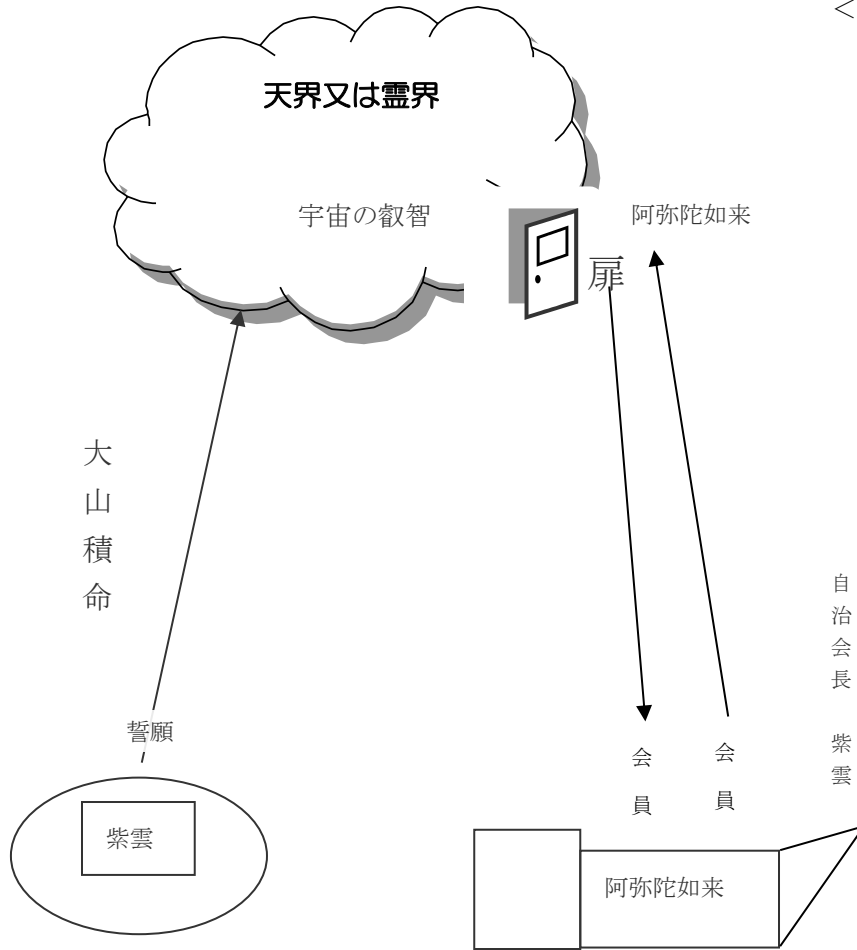 <
天界又は霊界
宇宙の叡智
扉
阿弥陀如来
大山積命
誓願
紫雲
会員
会員
自治会長 紫雲
阿弥陀如来